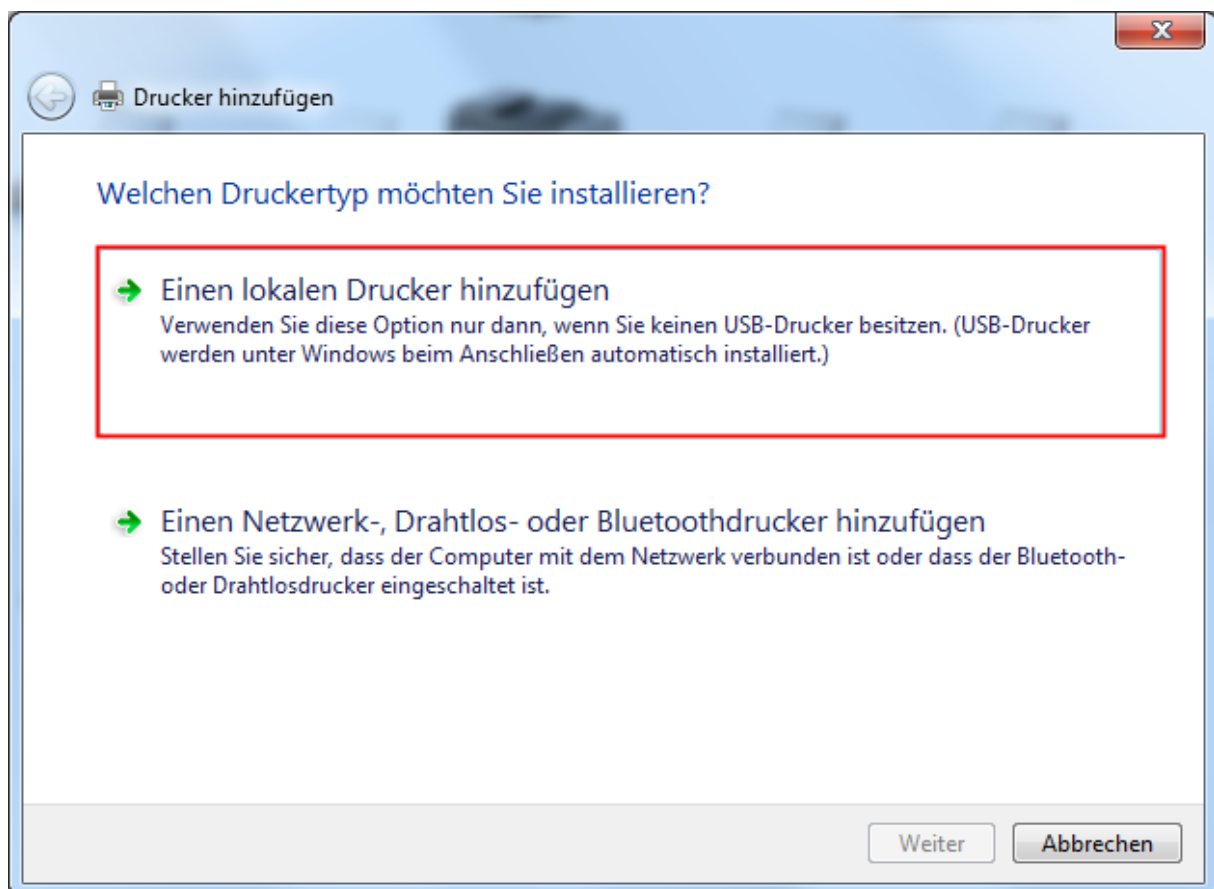 Drucker hinzufügen
Welchen Druckertyp möchten Sie installieren?
Einen lokalen Drucker hinzufügen
Verwenden Sie diese Option nur dann, wenn Sie keinen USB-Drucker besitzen. (USB-Drucker
werden unter Windows beim Anschließen automatisch installiert.)
Einen Netzwerk-, Drahtlos- oder Bluetoothdrucker hinzufügen
Stellen Sie sicher, dass der Computer mit dem Netzwerk verbunden ist oder dass der Bluetooth-
oder Drahtlosdrucker eingeschaltet ist.
Weiter
Abbrechen